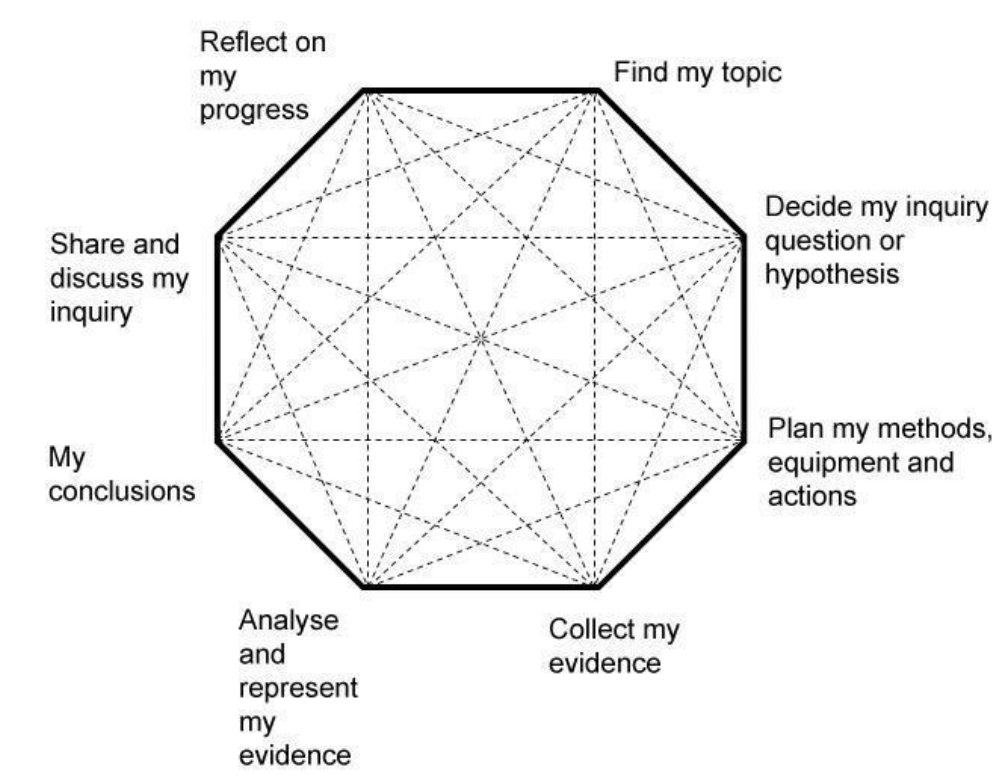 Reflect on
my
progress
Find my topic
Decide my inquiry
question or
hypothesis
Share and
discuss my
inquiry
Plan my methods,
equipment and
actions
My
conclusions
Analyse
and
represent
my
evidence
Collect my
evidence